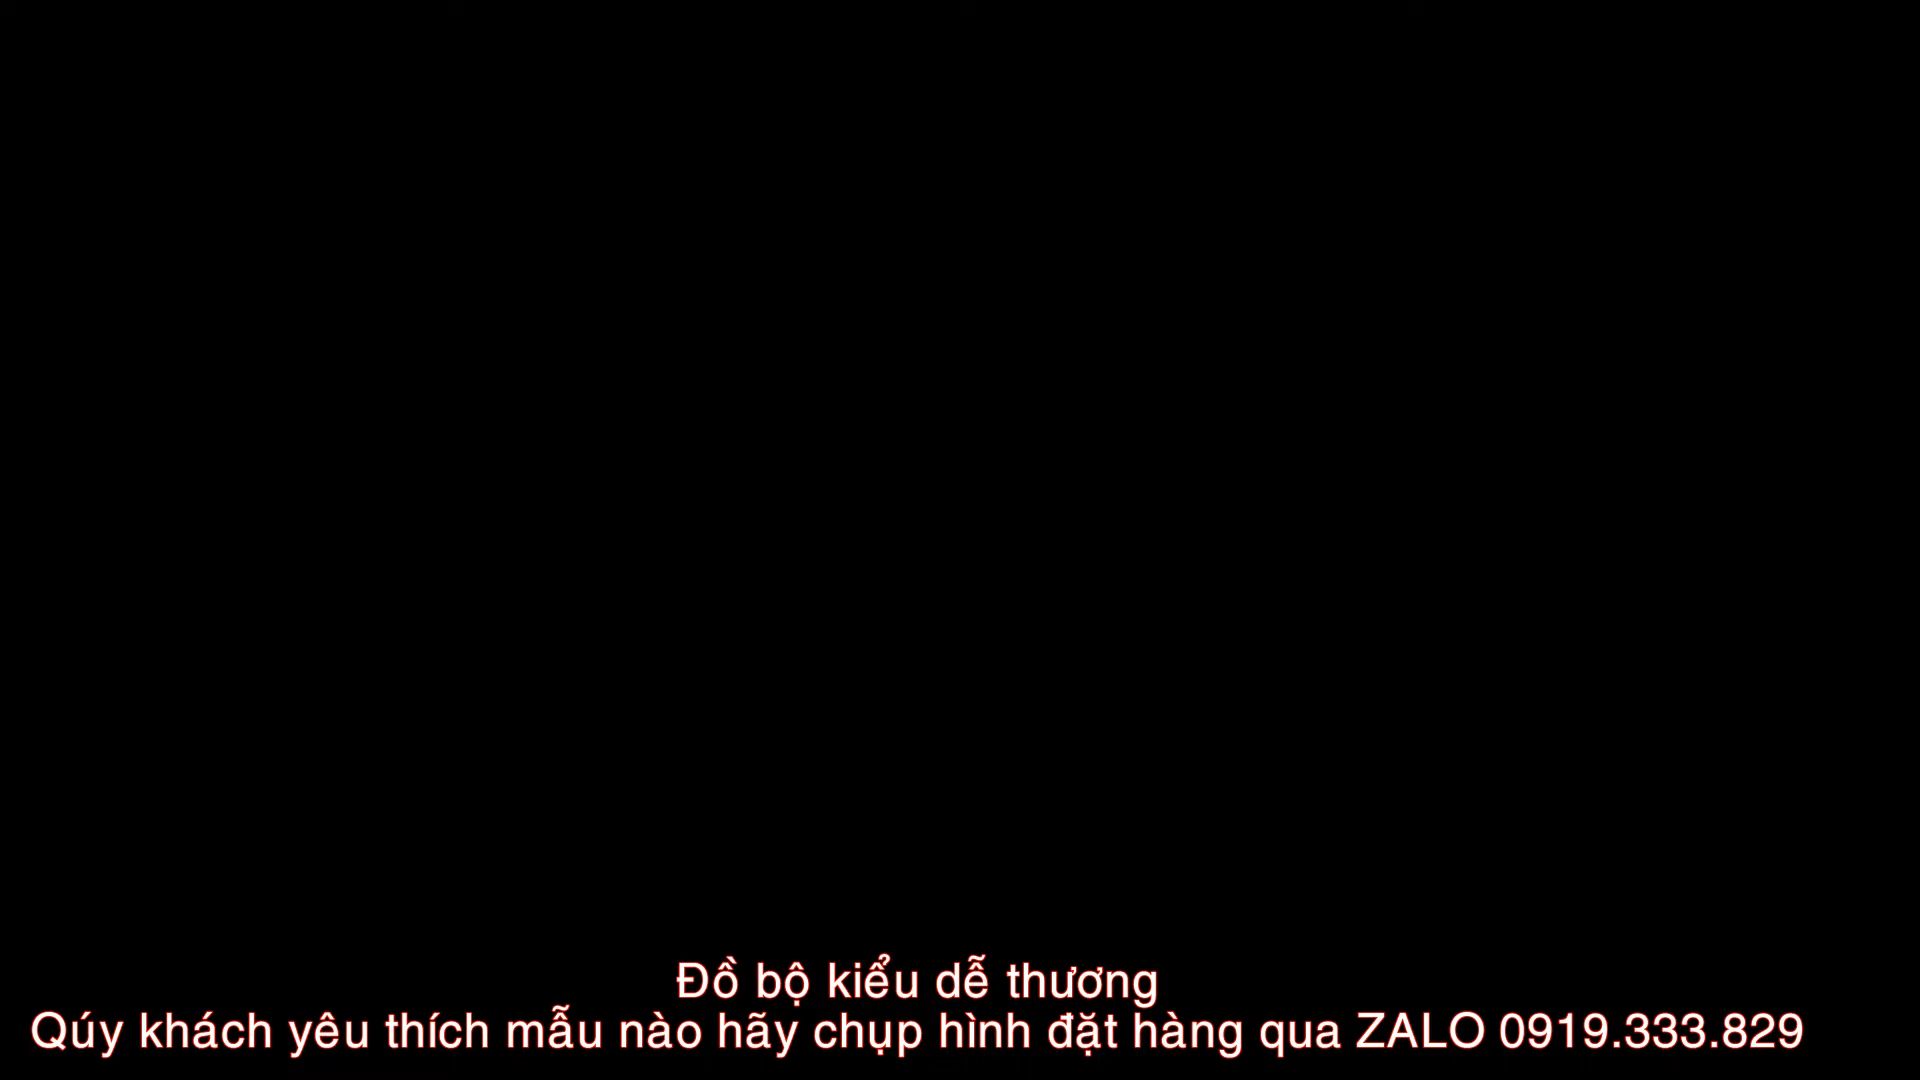 Đồ bộ kiểu dễ thương
Qúy khách yêu thích mẫu nào hãy chụp hình đặt hàng qua ZALO 0919.333.829